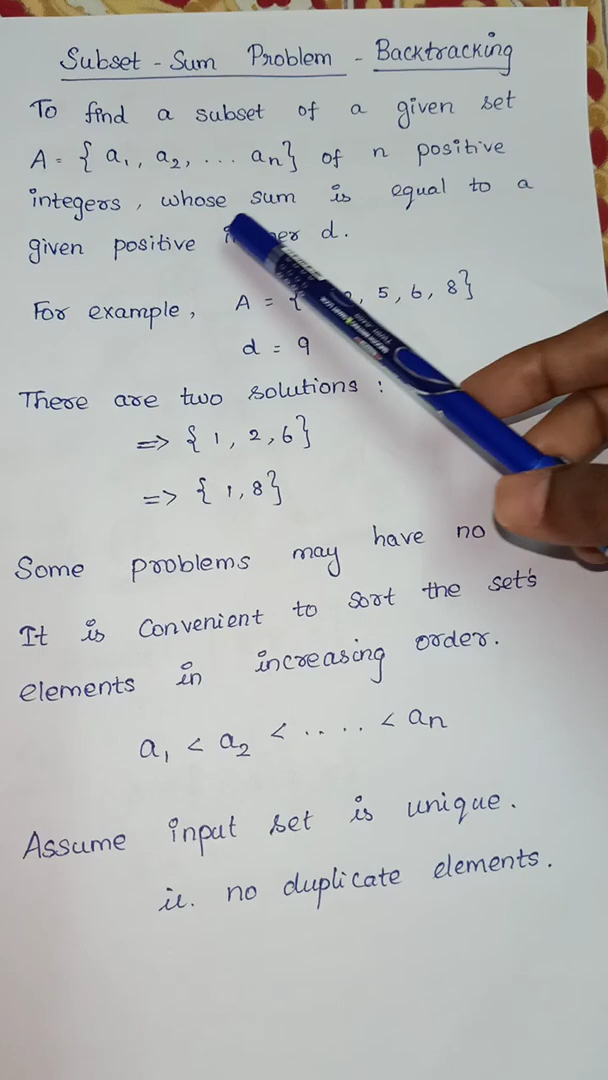 Subset - Sum Problem - Backtracking
To find a subset of a given set
A = { a1, a2, ... an} of n positive
integers, whose sum is equal to a
given positive d.
For example, A = { , 5, 6, 8}
d = 9
There are two solutions :
=> { 1, 2, 6}
=> { 1, 8}
Some problems may have no
It is convenient to sort the set's
elements in increasing order.
a1 < a2 < ..... < an
Assume input set is unique.
ie. no duplicate elements.